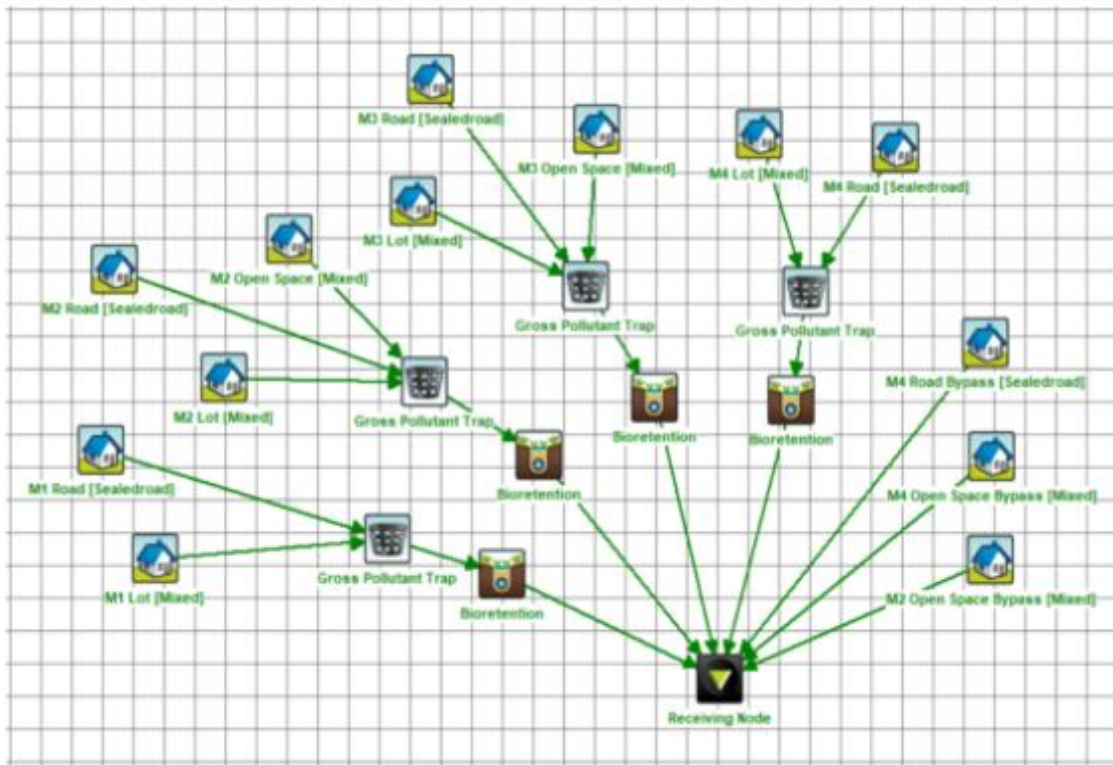 M3 Road [Sealedroad]
M3 Open Space [Mixed]
M4 Lot [Mixed]
M4 Road [Sealedroad]
M3 Lot [Mixed]
M2 Open Space [Mixed]
M2 Road [Sealedroad]
Gross Pollutant Trap
Gross Pollutant Trap
M4 Road Bypass [Sealedroad]
M2 Lot [Mixed]
Gross Pollutant Trap
Bioretention
Bioretention
M1 Road [Sealedroad]
Bioretention
M4 Open Space Bypass [Mixed]
Gross Pollutant Trap
M1 Lot [Mixed]
Bioretention
M2 Open Space Bypass [Mixed]
Receiving Node